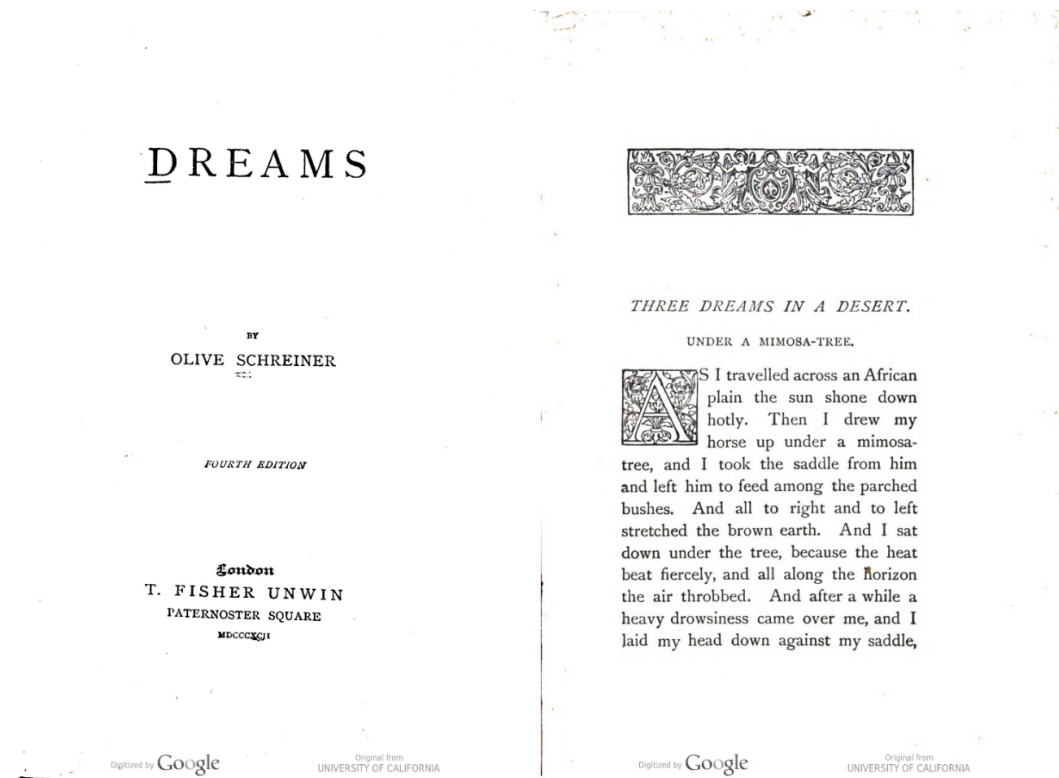 DREAMS
BY
OLIVE SCHREINER
FOURTH EDITION
London
T. FISHER UNWIN
PATERNOSTER SQUARE
MDCCCXCII
Digitized by Google
Original from
UNIVERSITY OF CALIFORNIA
THREE DREAMS IN A DESERT.
UNDER A MIMOSA-TREE.
AS I travelled across an African
plain the sun shone down
hotly. Then I drew my
horse up under a mimosa-
tree, and I took the saddle from him
and left him to feed among the parched
bushes. And all to right and to left
stretched the brown earth. And I sat
down under the tree, because the heat
beat fiercely, and all along the horizon
the air throbbed. And after a while a
heavy drowsiness came over me, and I
laid my head down against my saddle,
Digitized by Google
Original from
UNIVERSITY OF CALIFORNIA